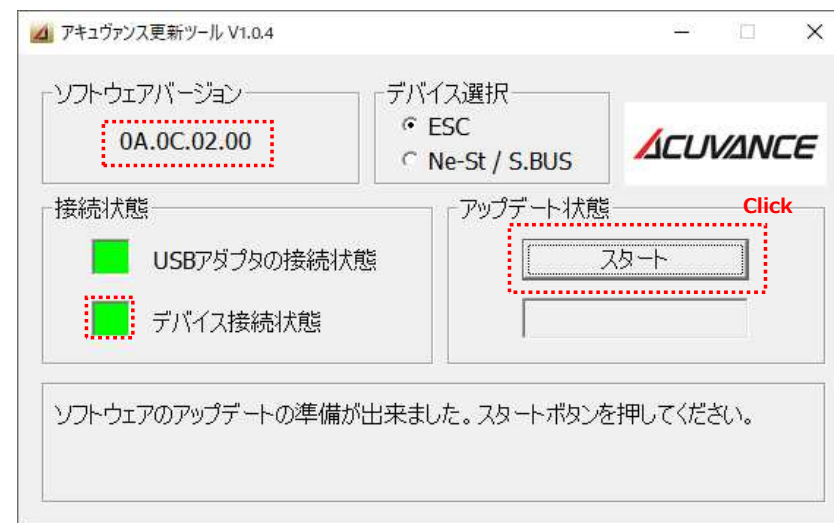 アキュヴァンス更新ツール V1.0.4
ソフトウェアバージョン
0A.0C.02.00
デバイス選択
ESC
Ne-St / S.BUS
ACUVANCE
接続状態
USBアダプタの接続状態
デバイス接続状態
アップデート状態
Click
スタート
ソフトウェアのアップデートの準備が出来ました。スタートボタンを押してください。